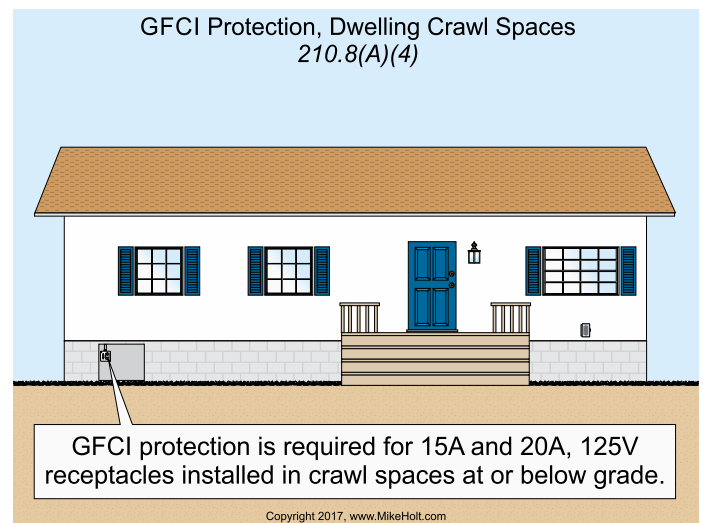 GFCI Protection, Dwelling Crawl Spaces
210.8(A)(4)
GFCI protection is required for 15A and 20A, 125V
receptacles installed in crawl spaces at or below grade.
Copyright 2017, www.MikeHolt.com